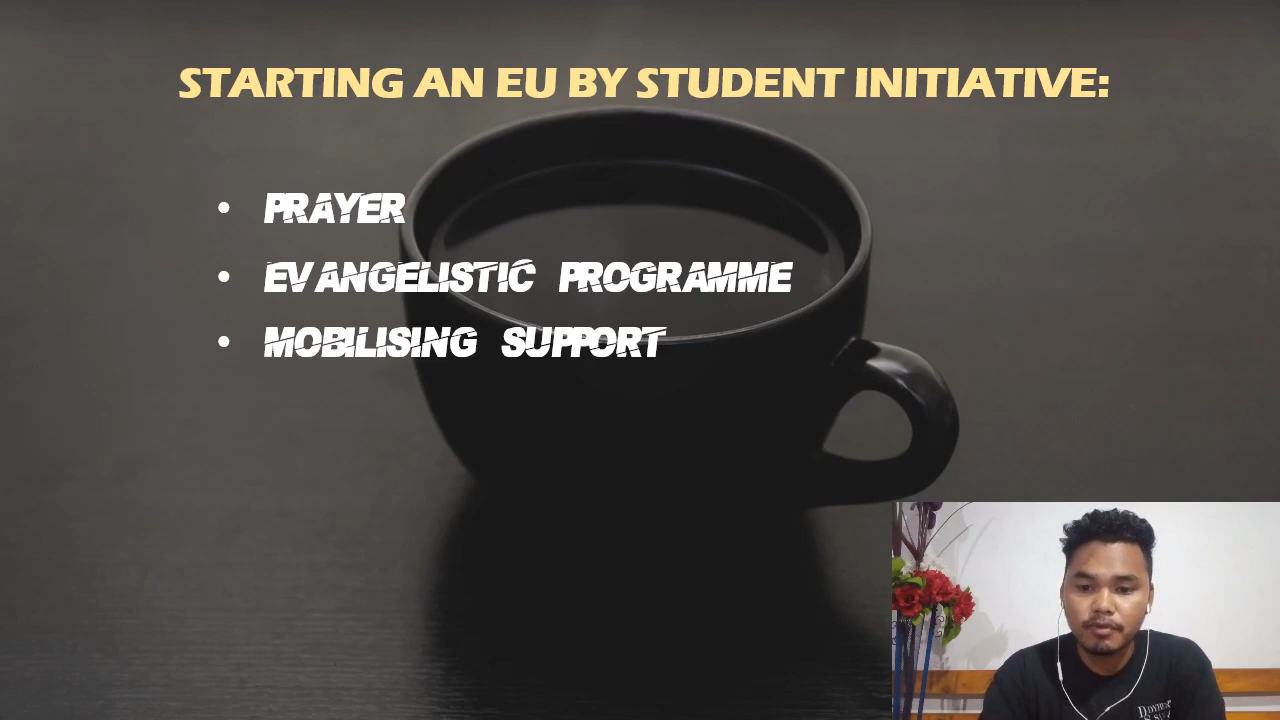 STARTING AN EU BY STUDENT INITIATIVE:
• PRAYER
• EVANGELISTIC PROGRAMME
• MOBILISING SUPPORT